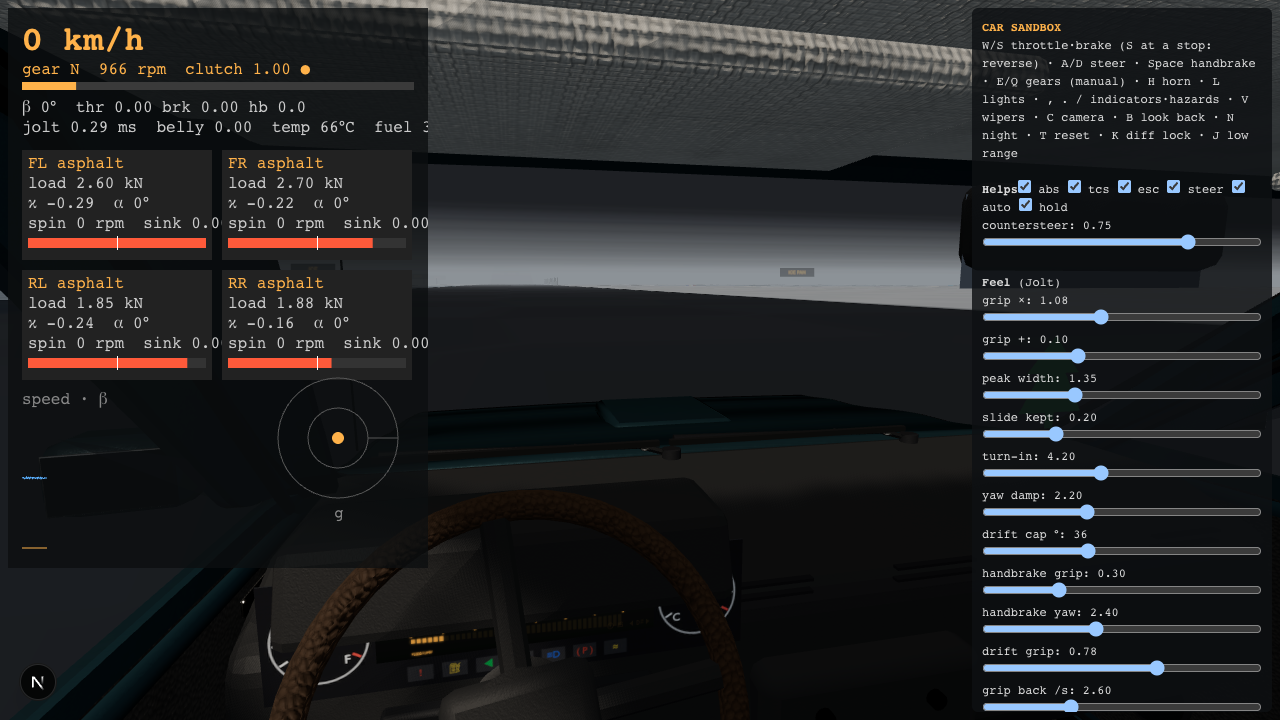 0 km/h
gear N 966 rpm clutch 1.00
β 0° thr 0.00 brk 0.00 hb 0.0
jolt 0.29 ms belly 0.00 temp 66°C fuel 3
FL asphalt
load 2.60 kN
ϰ -0.29 α 0°
spin 0 rpm sink 0.0
FR asphalt
load 2.70 kN
ϰ -0.22 α 0°
spin 0 rpm sink 0.00
RL asphalt
load 1.85 kN
ϰ -0.24 α 0°
spin 0 rpm sink 0.0
RR asphalt
load 1.88 kN
ϰ -0.16 α 0°
spin 0 rpm sink 0.00
speed · β
g
F
C
!
(P)
N
CAR SANDBOX
W/S throttle·brake (S at a stop:
reverse) · A/D steer · Space handbrake
· E/Q gears (manual) · H horn · L
lights · , . / indicators·hazards · V
wipers · C camera · B look back · N
night · T reset · K diff lock · J low
range
Helps abs tcs esc steer
auto hold
countersteer: 0.75
Feel (Jolt)
grip ×: 1.08
grip +: 0.10
peak width: 1.35
slide kept: 0.20
turn-in: 4.20
yaw damp: 2.20
drift cap °: 36
handbrake grip: 0.30
handbrake yaw: 2.40
drift grip: 0.78
grip back /s: 2.60